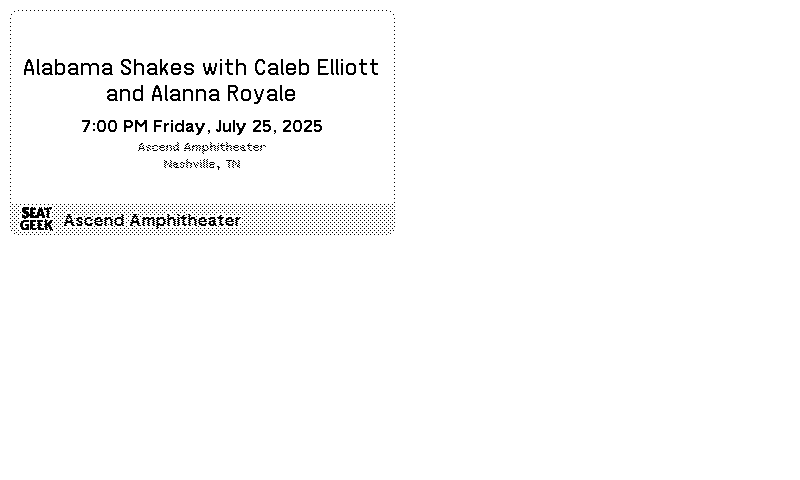 Alabama Shakes with Caleb Elliott
and Alanna Royale
7:00 PM Friday, July 25, 2025
Ascend Amphitheater
Nashville, TN
SEAT
GEEK
Ascend Amphitheater